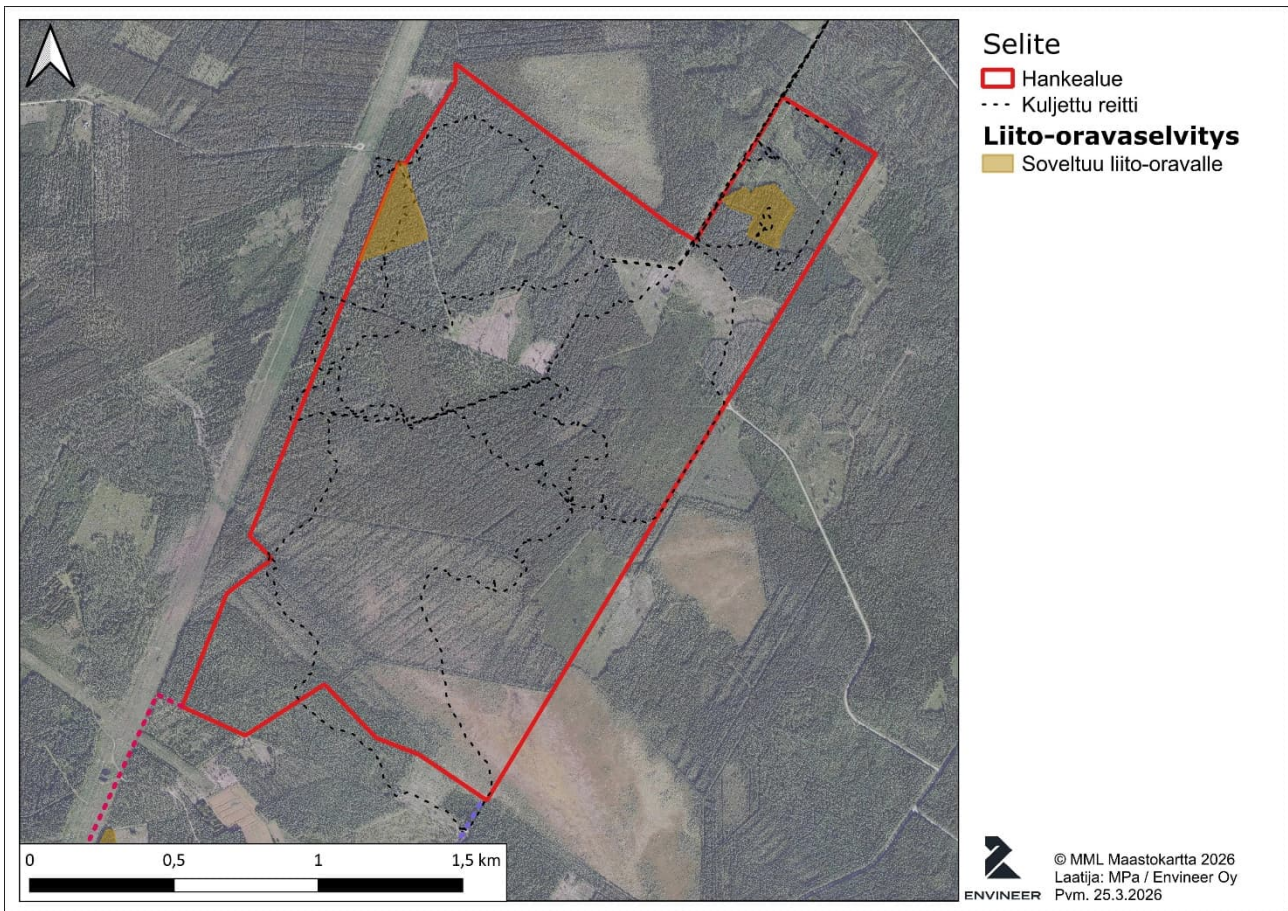 Selite
Hankealue
Kuljettu reitti
Liito-oravaselvitys
Soveltuu liito-oravalle
0 0,5 1 1,5 km
ENVINEER
© MML Maastokartta 2026
Laatija: MPa / Envineer Oy
Pvm. 25.3.2026